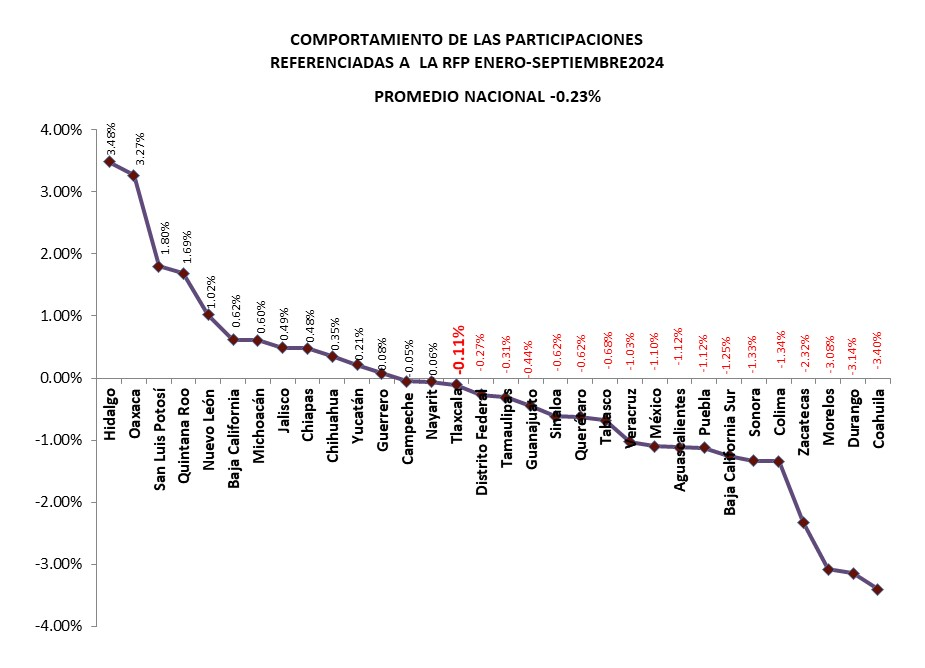 COMPORTAMIENTO DE LAS PARTICIPACIONES
REFERENCIADAS A LA RFP ENERO-SEPTIEMBRE2024
PROMEDIO NACIONAL -0.23%
4.00%
3.00%
2.00%
1.00%
0.00%
-1.00%
-2.00%
-3.00%
-4.00%
3.48%
3.27%
1.80%
1.69%
1.02%
0.62%
0.60%
0.49%
0.48%
0.35%
0.21%
0.08%
-0.05%
-0.06%
-0.11%
-0.27%
-0.31%
-0.44%
-0.62%
-0.62%
-0.68%
-1.03%
-1.10%
-1.12%
-1.12%
-1.25%
-1.33%
-1.34%
-2.32%
-3.08%
-3.14%
-3.40%
Hidalgo
Oaxaca
San Luis Potosí
Quintana Roo
Nuevo León
Baja California
Michoacán
Jalisco
Chiapas
Chihuahua
Yucatán
Guerrero
Campeche
Nayarit
Tlaxcala
Distrito Federal
Tamaulipas
Guanajuato
Sinaloa
Querétaro
Tabasco
Veracruz
México
Aguascalientes
Puebla
Baja California Sur
Sonora
Colima
Zacatecas
Morelos
Durango
Coahuila